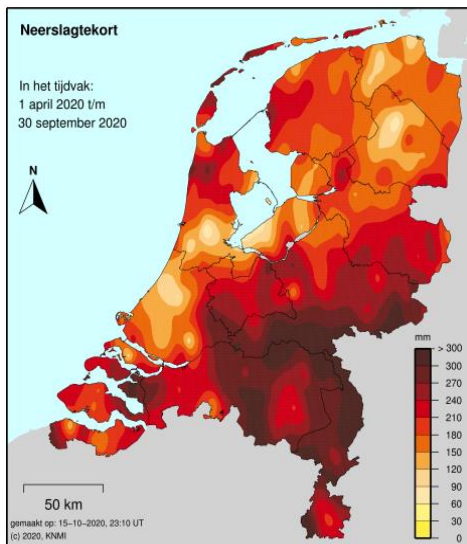 Neerslagtekort
In het tijdvak:
1 april 2020 t/m
30 september 2020
N
mm
> 300
300
270
240
210
180
150
120
90
60
30
0
50 km
gemaakt op: 15-10-2020, 23:10 UT
(c) 2020, KNMI